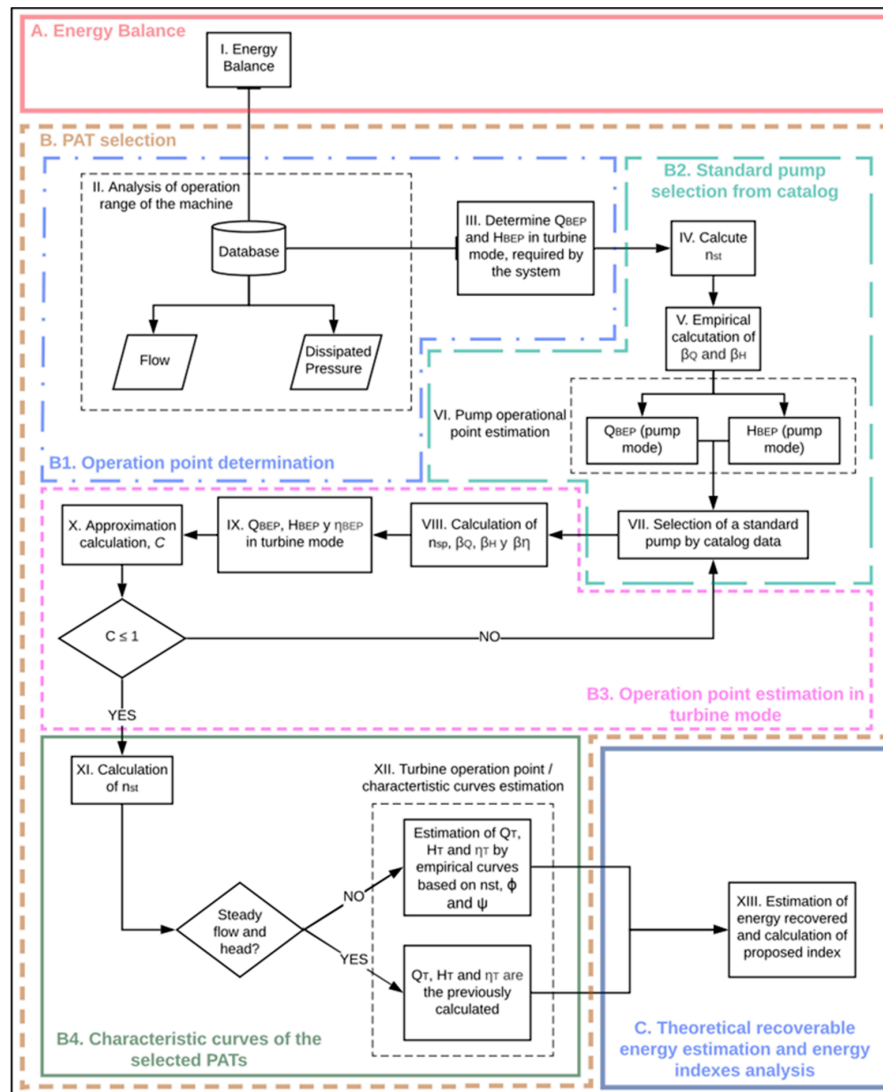 A. Energy Balance
I. Energy
Balance
B. PAT selection
II. Analysis of operation
range of the machine
Database
Flow
Dissipated
Pressure
B1. Operation point determination
III. Determine QBEP
and HBEP in turbine
mode, required by
the system
B2. Standard pump
selection from catalog
IV. Calcute
nst
V. Empirical
calcutation of
βQ and βH
VI. Pump operational
point estimation
QBEP (pump
mode)
HBEP (pump
mode)
VII. Selection of a standard
pump by catalog data
VIII. Calculation of
nsp, βQ, βH y βη
IX. QBEP, HBEP y ηBEP
in turbine mode
X. Approximation
calculation, C
C ≤ 1
NO
YES
B3. Operation point estimation in
turbine mode
XI. Calculation
of nst
Steady
flow and
head?
NO
YES
XII. Turbine operation point /
charactertistic curves estimation
Estimation of QT,
HT and ηT by
empirical curves
based on nst, ϕ
and ψ
QT, HT and ηT are
the previously
calculated
B4. Characteristic curves of the
selected PATs
XIII. Estimation of
energy recovered
and calculation of
proposed index
C. Theoretical recoverable
energy estimation and energy
indexes analysis